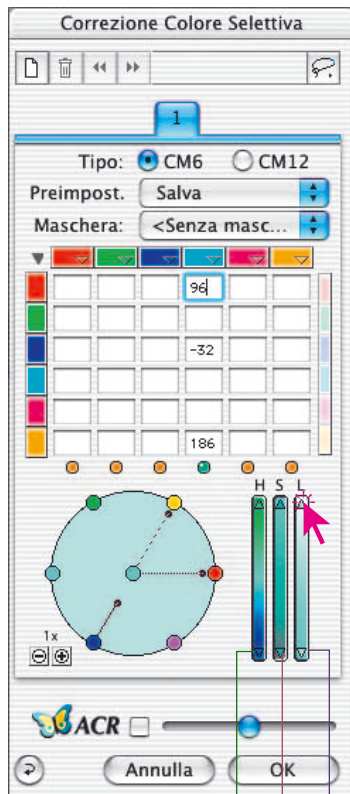 Correzione Colore Selettiva
1
Tipo: CM6 CM12
Preimpost. Salva
Maschera: <Senza masc...
96
-32
186
H S L
1x
ACR
Annulla OK